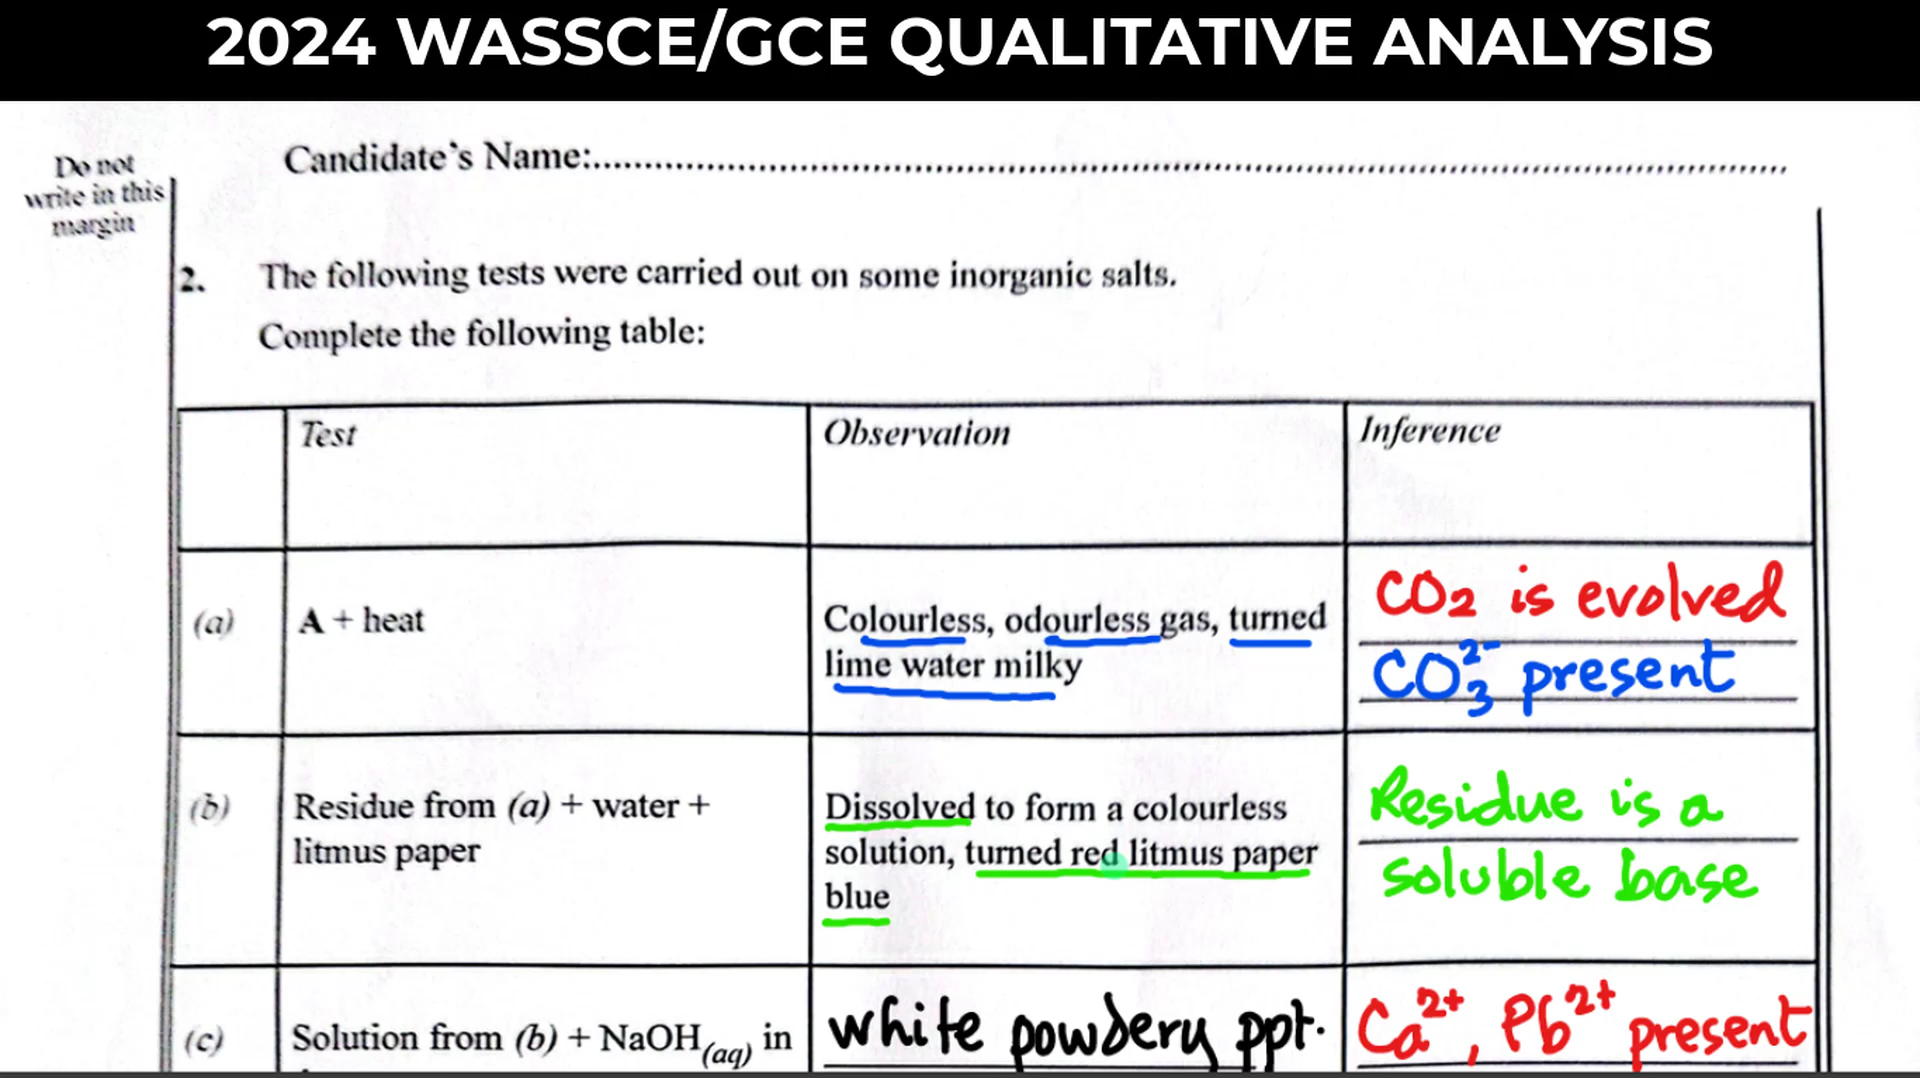 2024 WASSCE/GCE QUALITATIVE ANALYSIS
Do not
write in this
margin
Candidate's Name:................................................................
2. The following tests were carried out on some inorganic salts.
Complete the following table:
Test
Observation
Inference
(a)
A + heat
Colourless, odourless gas, turned
lime water milky
CO2 is evolved
CO₃²⁻ present
(b)
Residue from (a) + water +
litmus paper
Dissolved to form a colourless
solution, turned red litmus paper
blue
Residue is a
soluble base
(c)
Solution from (b) + NaOH(aq) in
white powdery ppt.
Ca²⁺, Pb²⁺ present